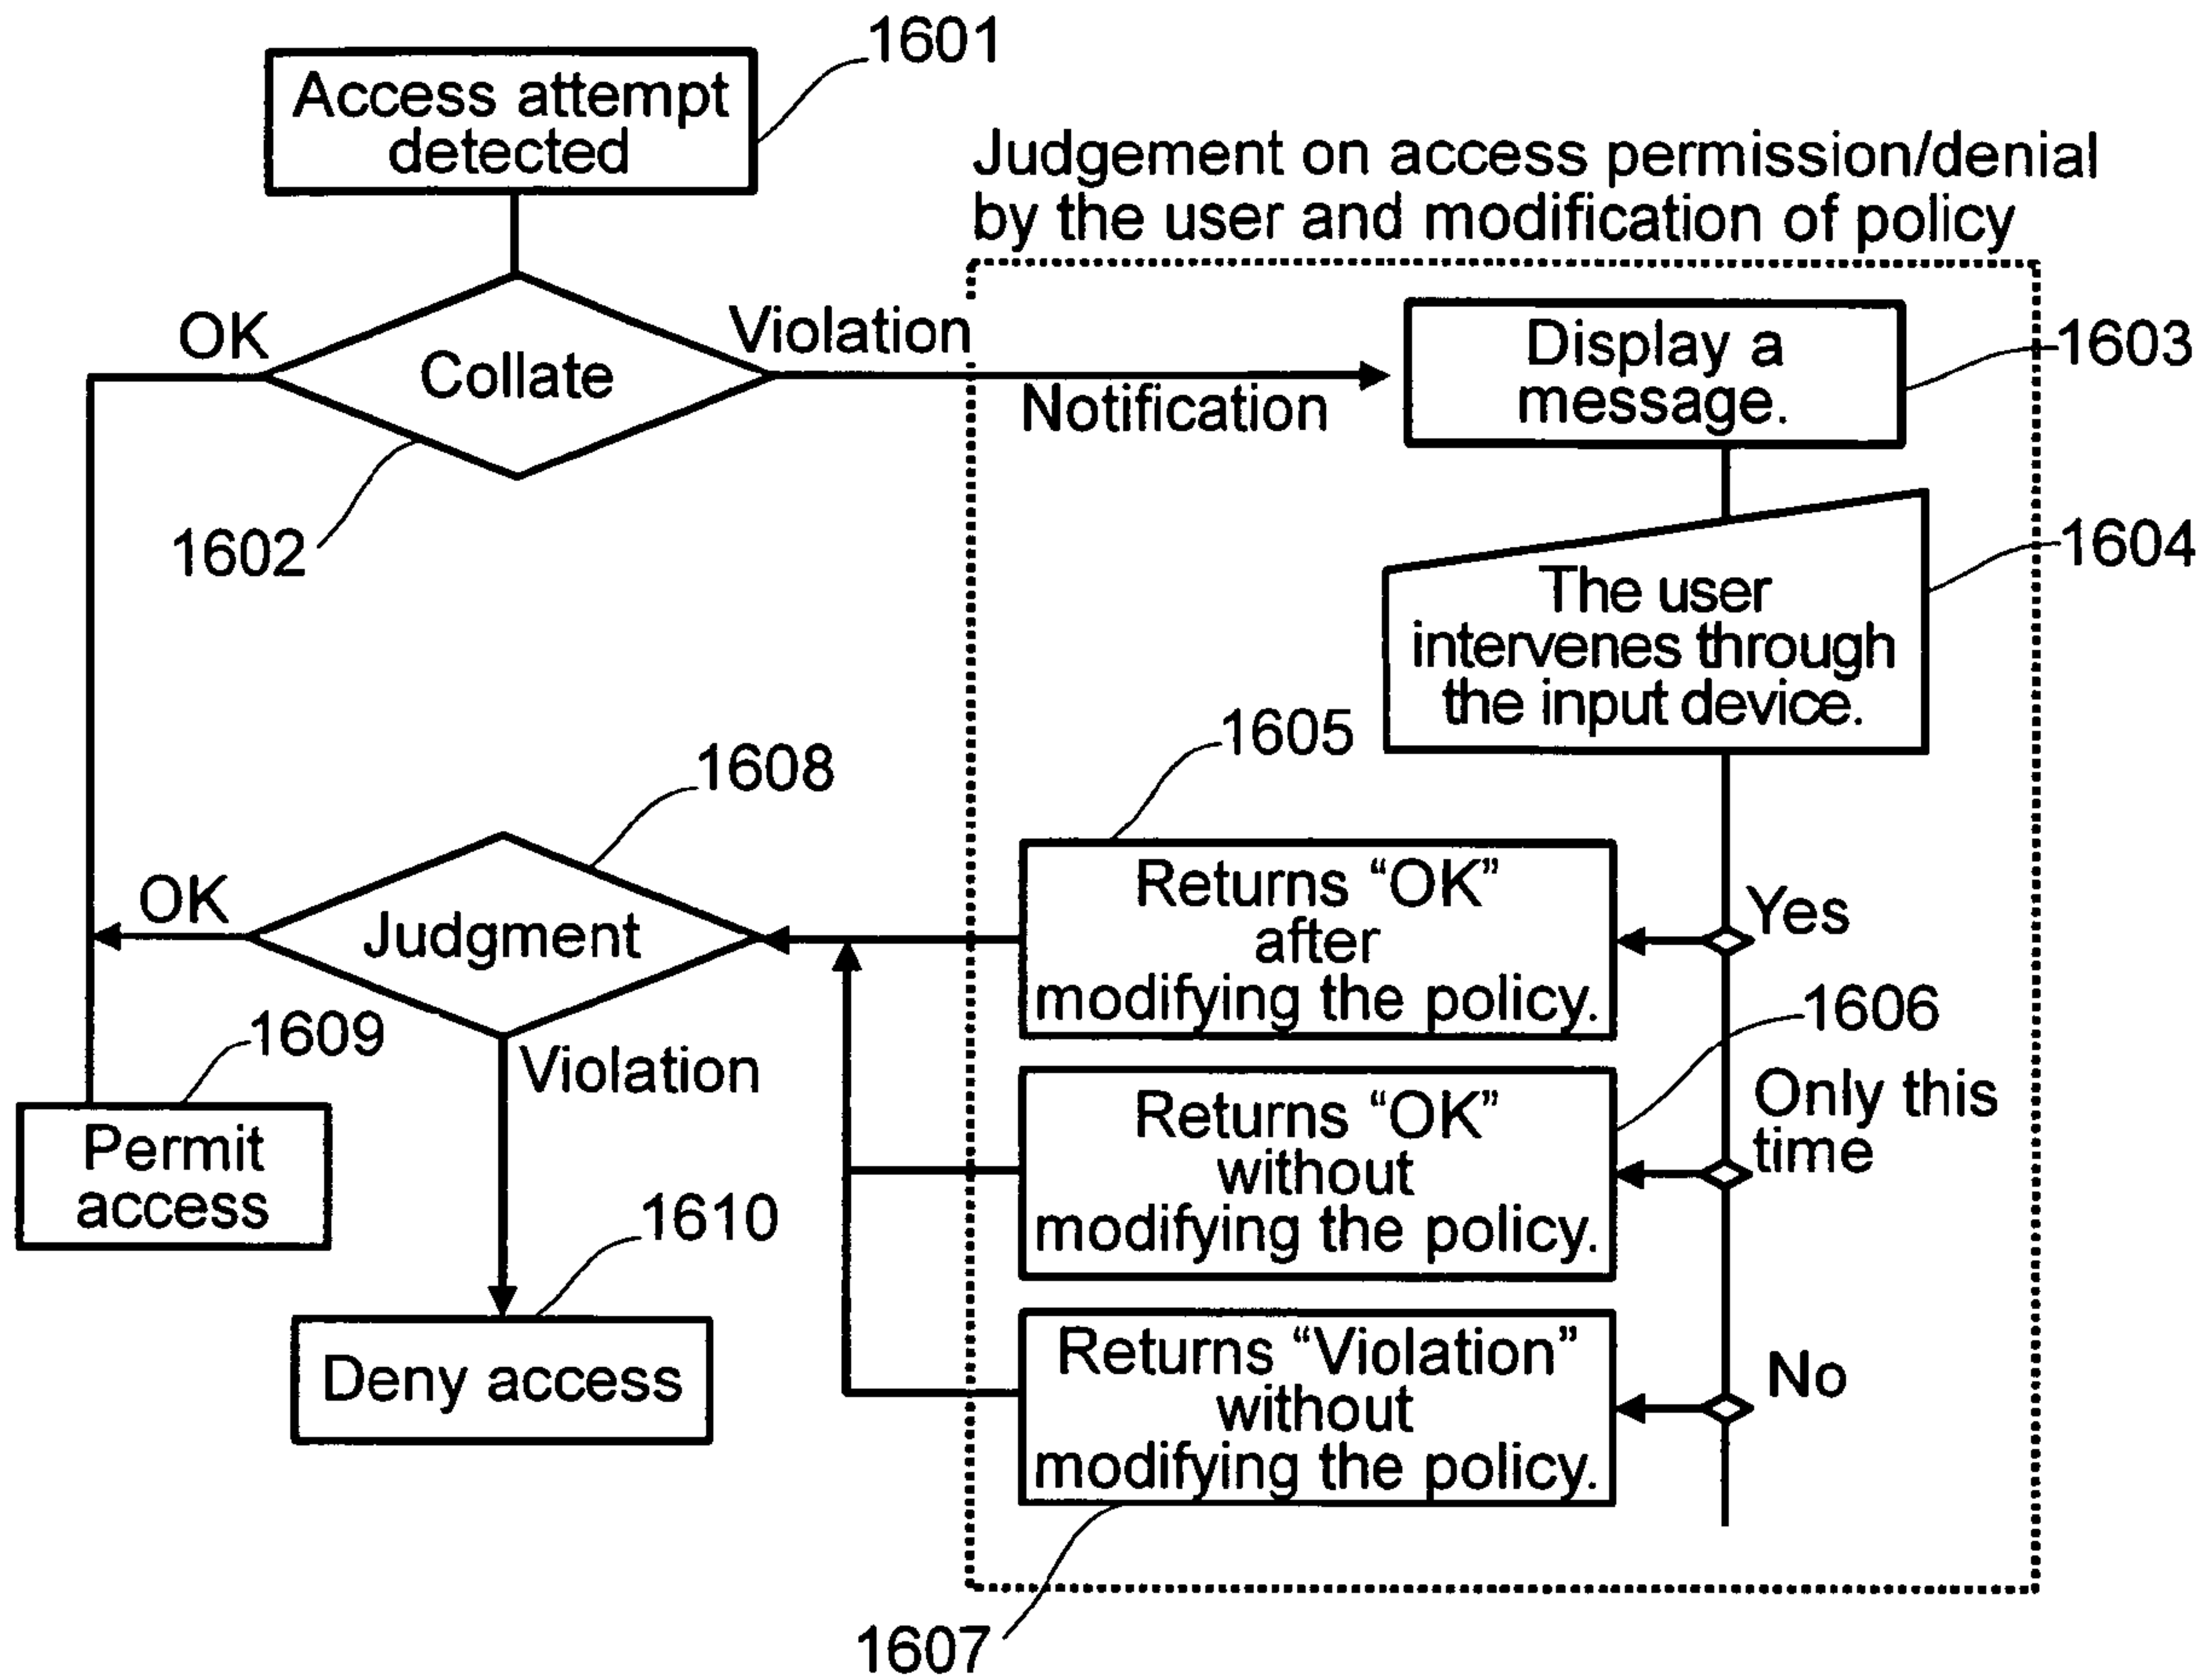 1601
Access attempt
detected
Judgement on access permission/denial
by the user and modification of policy
OK
Collate
Violation
Notification
1602
Display a
message.
1603
The user
intervenes through
the input device.
1604
1605
1608
Returns “OK”
after
modifying the policy.
Yes
OK
Judgment
Violation
1609
Permit
access
1606
Returns “OK”
without
modifying the policy.
Only this
time
1610
Deny access
Returns “Violation”
without
modifying the policy.
No
1607